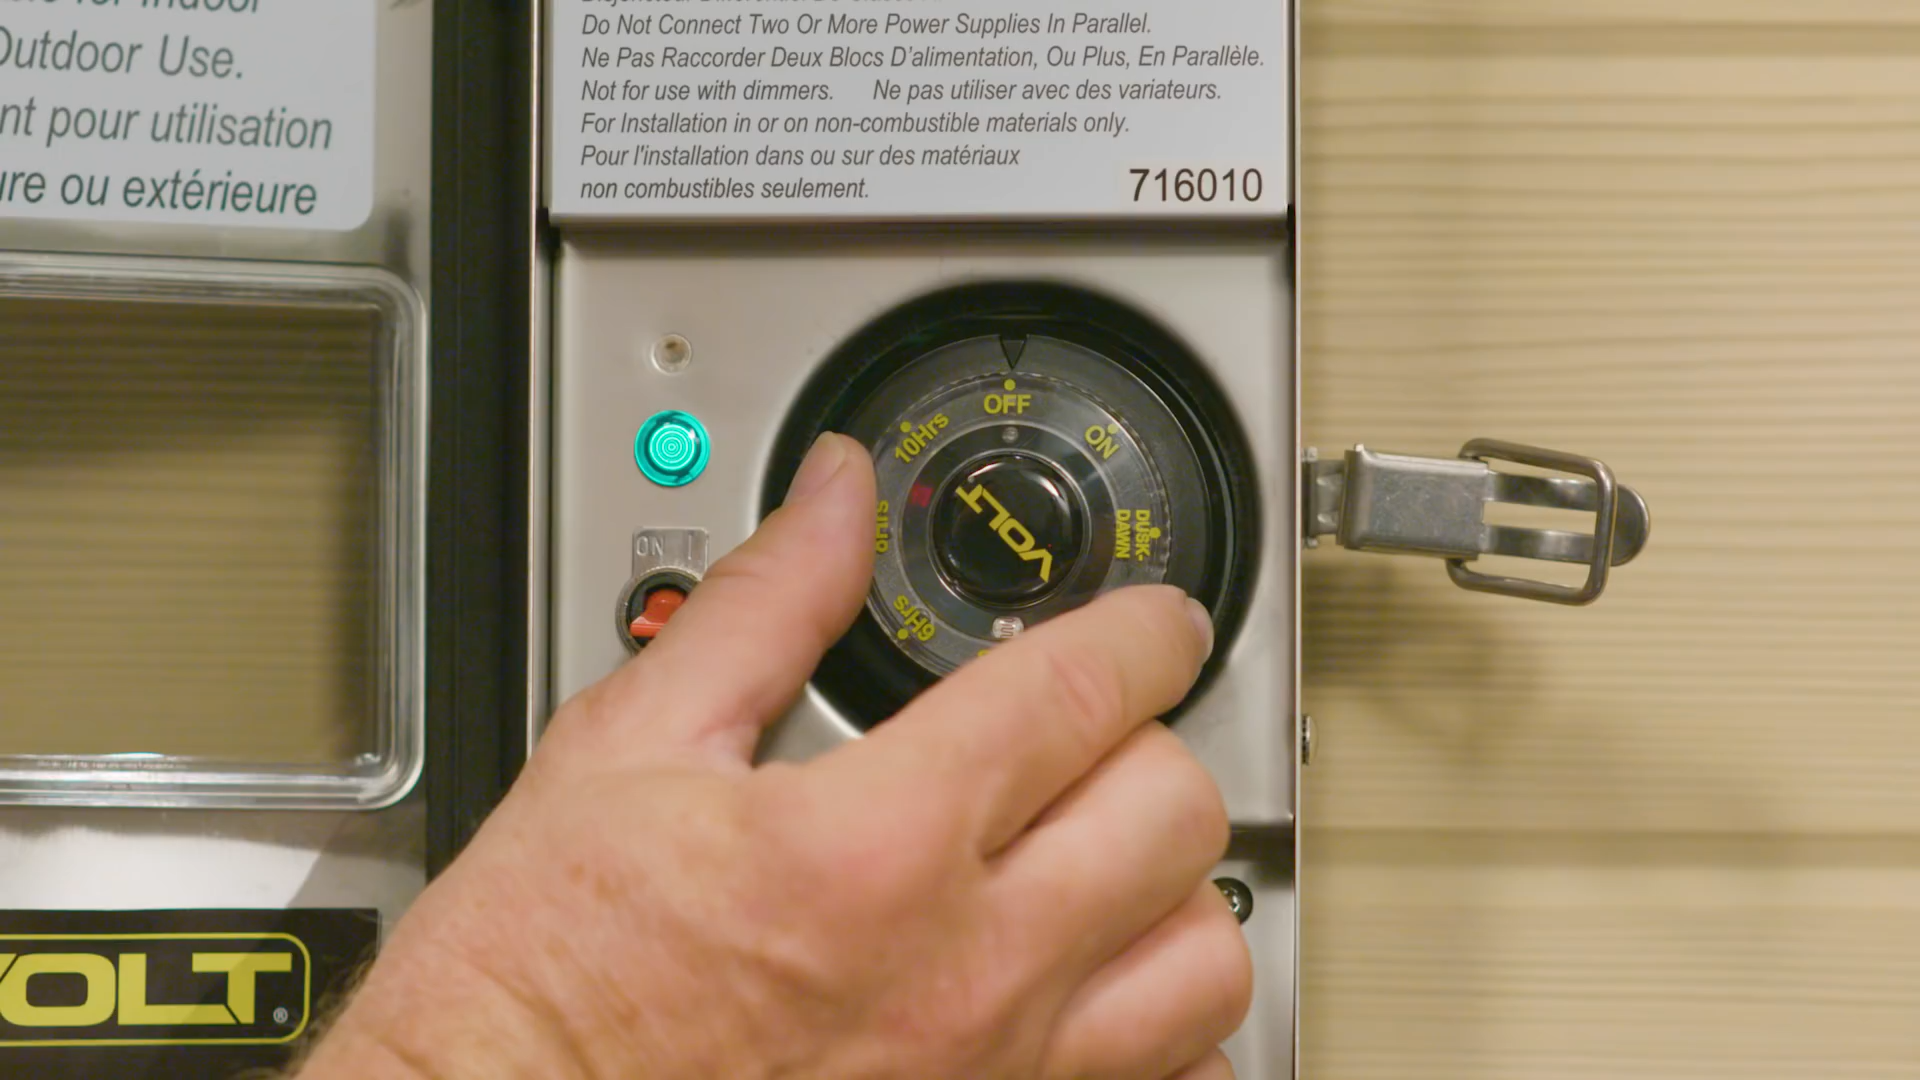 Outdoor Use.
nt pour utilisation
ure ou extérieure
Do Not Connect Two Or More Power Supplies In Parallel.
Ne Pas Raccorder Deux Blocs D'alimentation, Ou Plus, En Parallèle.
Not for use with dimmers. Ne pas utiliser avec des variateurs.
For Installation in or on non-combustible materials only.
Pour l'installation dans ou sur des matériaux
non combustibles seulement.
716010
OFF
ON
DUSK-
DAWN
6Hrs
8Hrs
10Hrs
VOLT
ON I
VOLT®